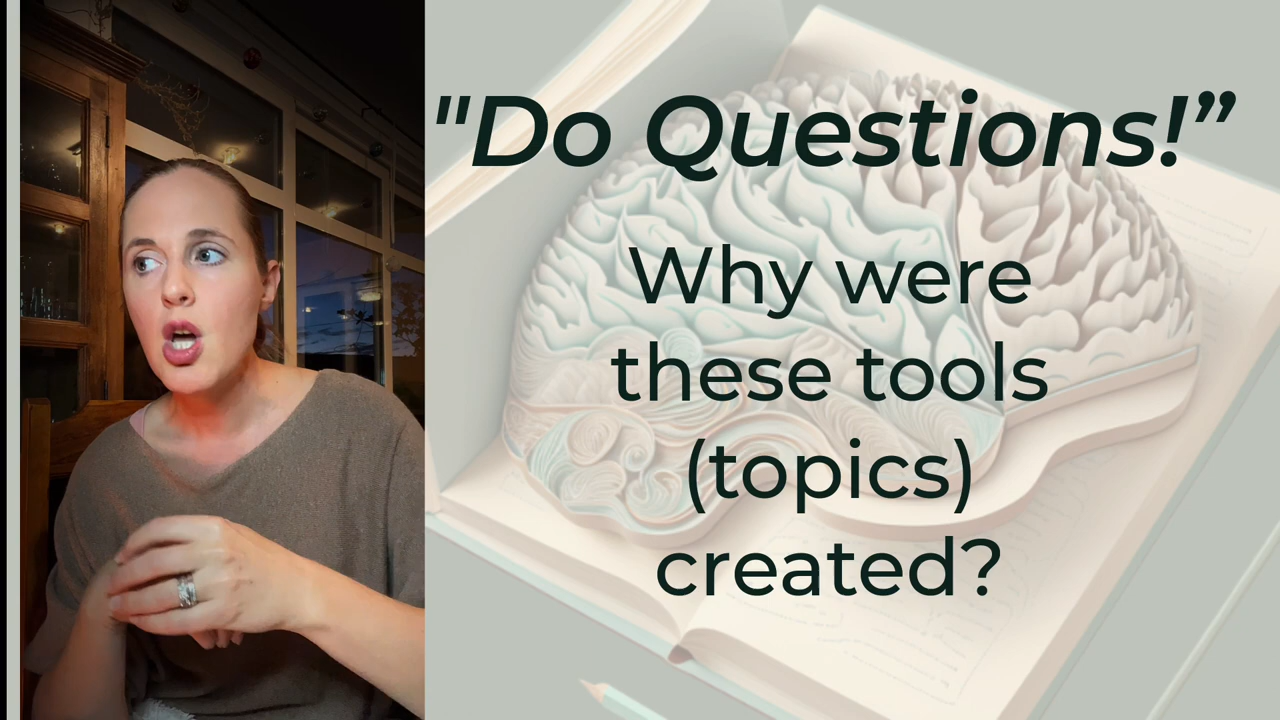 "Do Questions!”
Why were
these tools
(topics)
created?